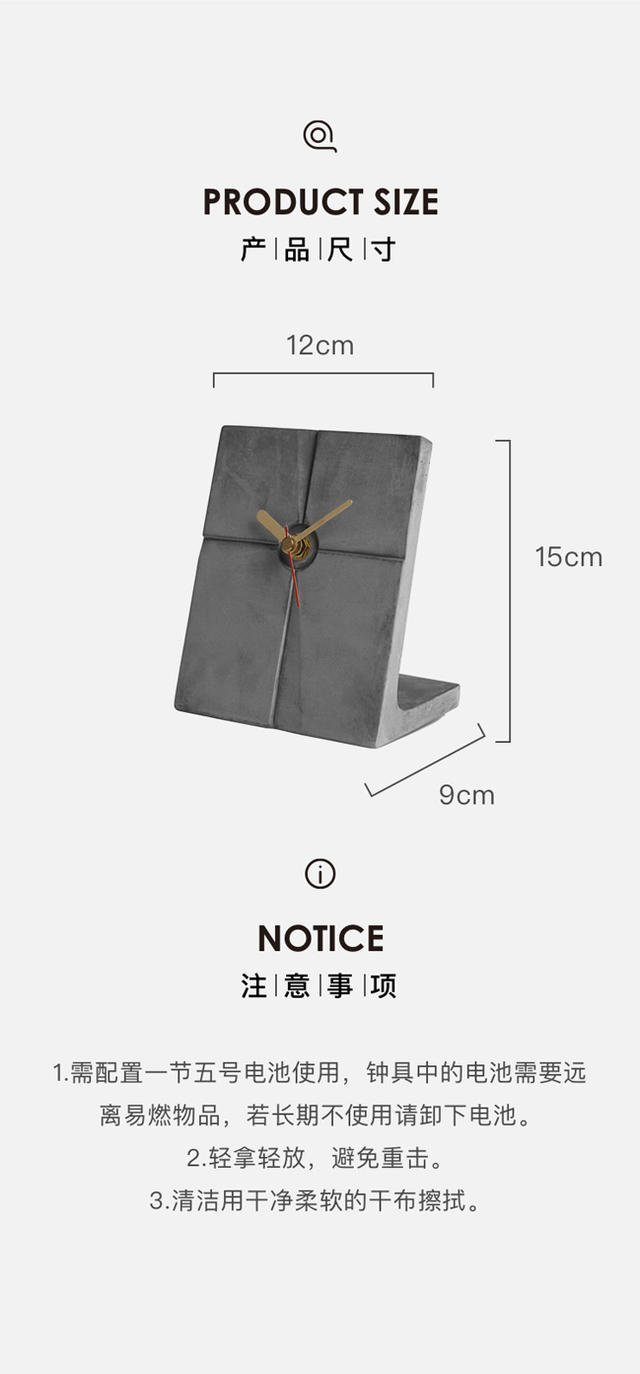 PRODUCT SIZE
产|品|尺|寸
12cm
15cm
9cm
NOTICE
注|意|事|项
1.需配置一节五号电池使用，钟具中的电池需要远
离易燃物品，若长期不使用请卸下电池。
2.轻拿轻放，避免重击。
3.清洁用干净柔软的干布擦拭。